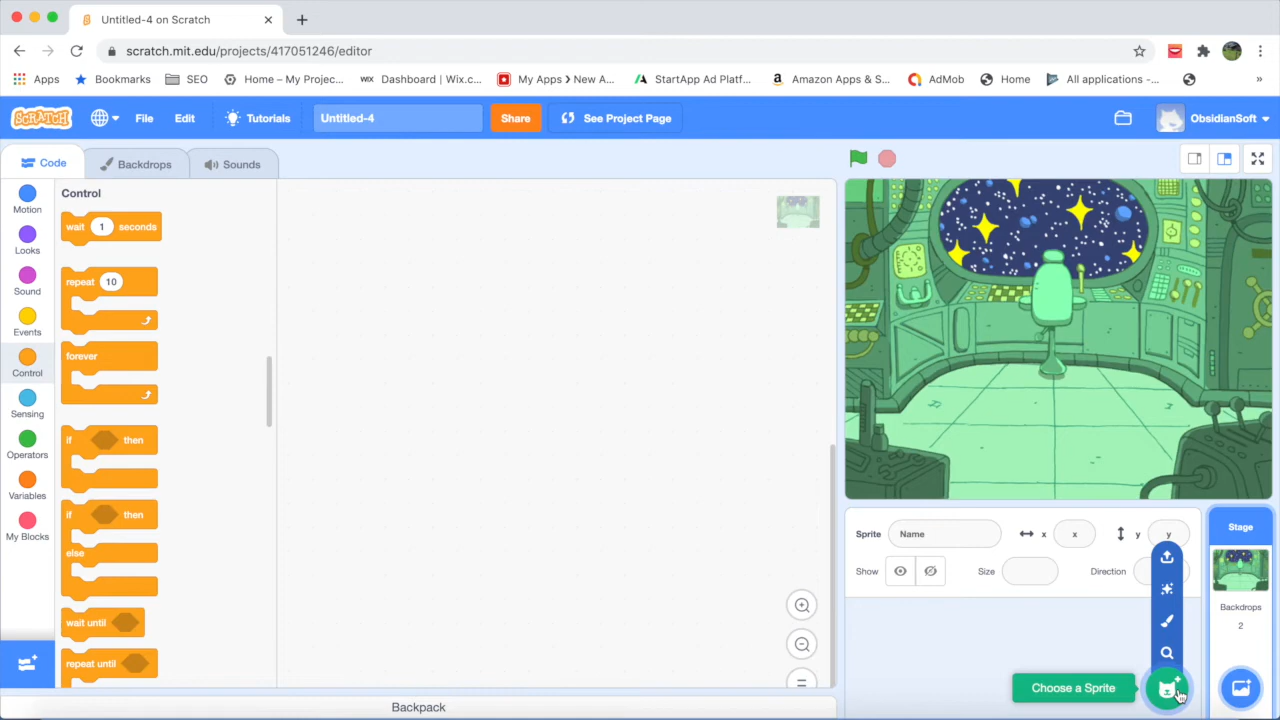 Untitled-4 on Scratch
scratch.mit.edu/projects/417051246/editor
Apps Bookmarks SEO Home – My Projec... WIX Dashboard | Wix.c... My Apps > New A... StartApp Ad Platf... Amazon Apps & S... AdMob Home All applications -... »
SCRATCH File Edit Tutorials Untitled-4 Share See Project Page ObsidianSoft
Code Backdrops Sounds
Motion
Looks
Sound
Events
Control
Sensing
Operators
Variables
My Blocks
Control
wait 1 seconds
repeat 10
forever
if then
if then
else
wait until
repeat until
Backpack
Sprite Name x x y y
Show Size Direction
Choose a Sprite
Stage
Backdrops
2